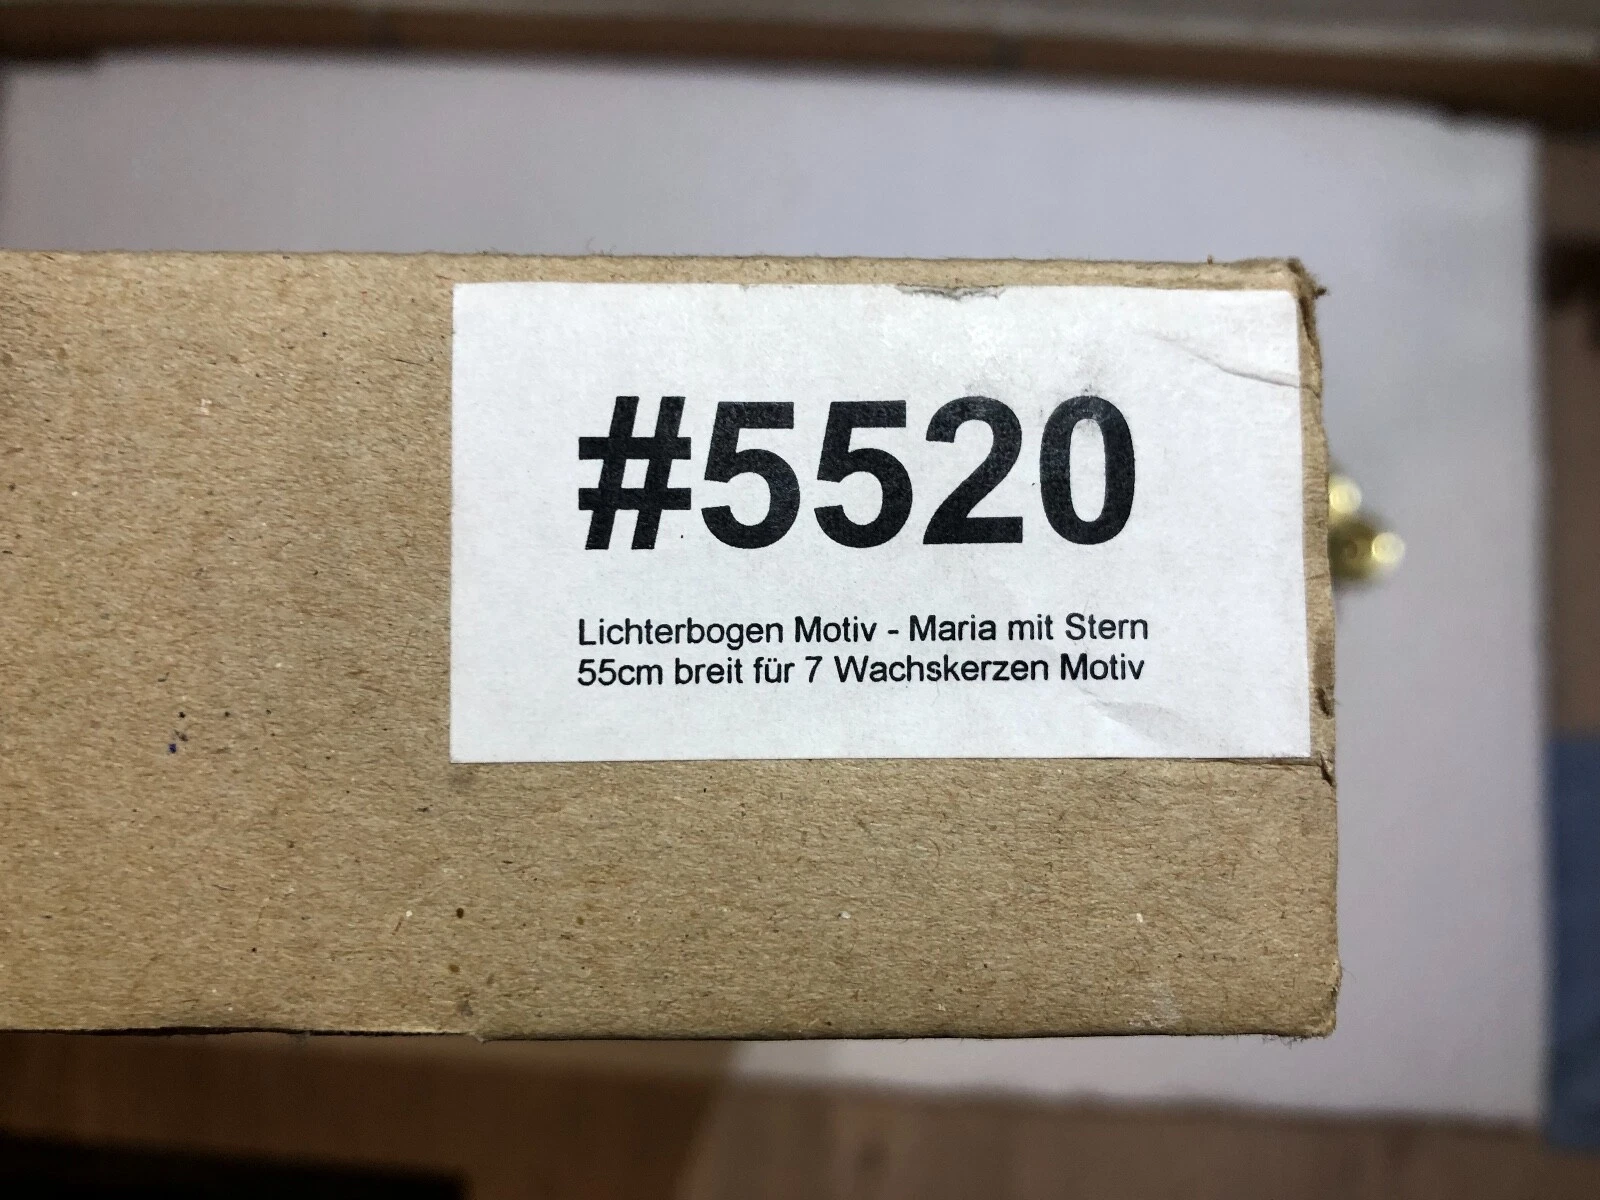 #5520
Lichterbogen Motiv - Maria mit Stern
55cm breit für 7 Wachskerzen Motiv